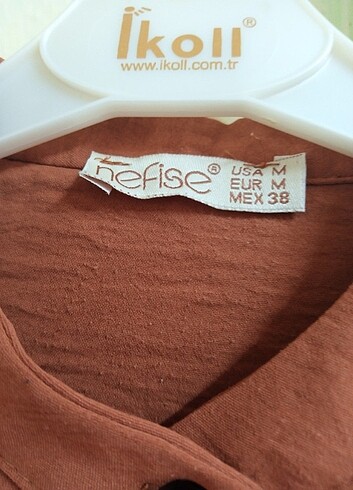 İkoll®
www.ikoll.com.tr
nefise®
USA M
EUR M
MEX 38